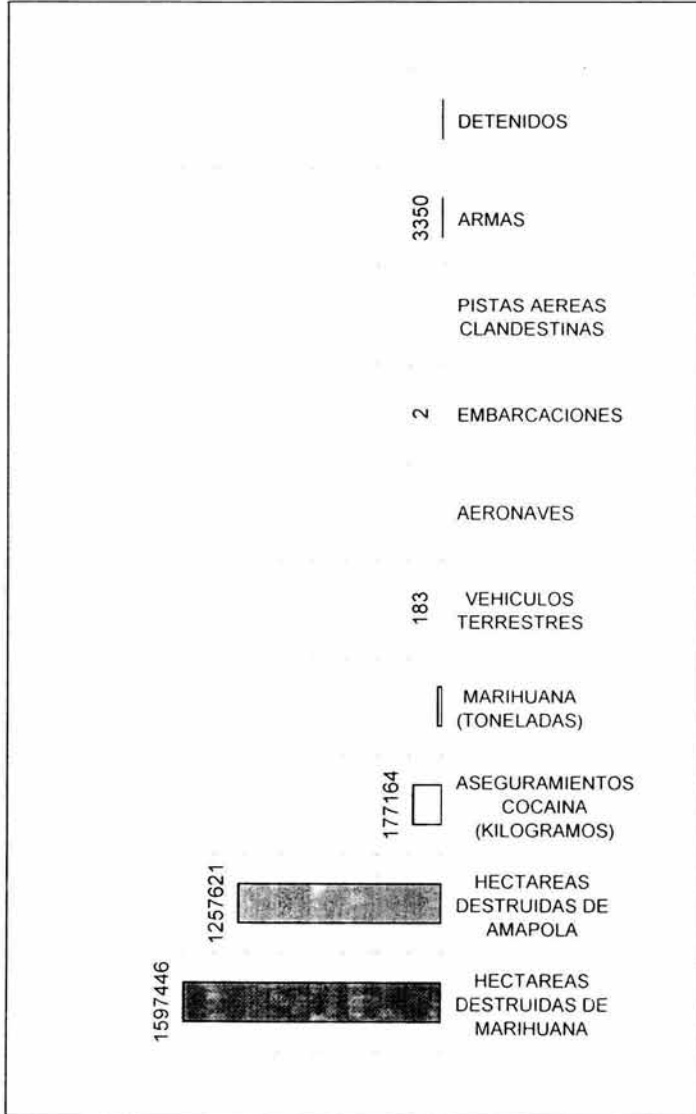 DETENIDOS
3350
ARMAS
PISTAS AEREAS
CLANDESTINAS
2
EMBARCACIONES
AERONAVES
183
VEHICULOS
TERRESTRES
MARIHUANA
(TONELADAS)
177164
ASEGURAMIENTOS
COCAINA
(KILOGRAMOS)
1257621
HECTAREAS
DESTRUIDAS DE
AMAPOLA
1597446
HECTAREAS
DESTRUIDAS DE
MARIHUANA